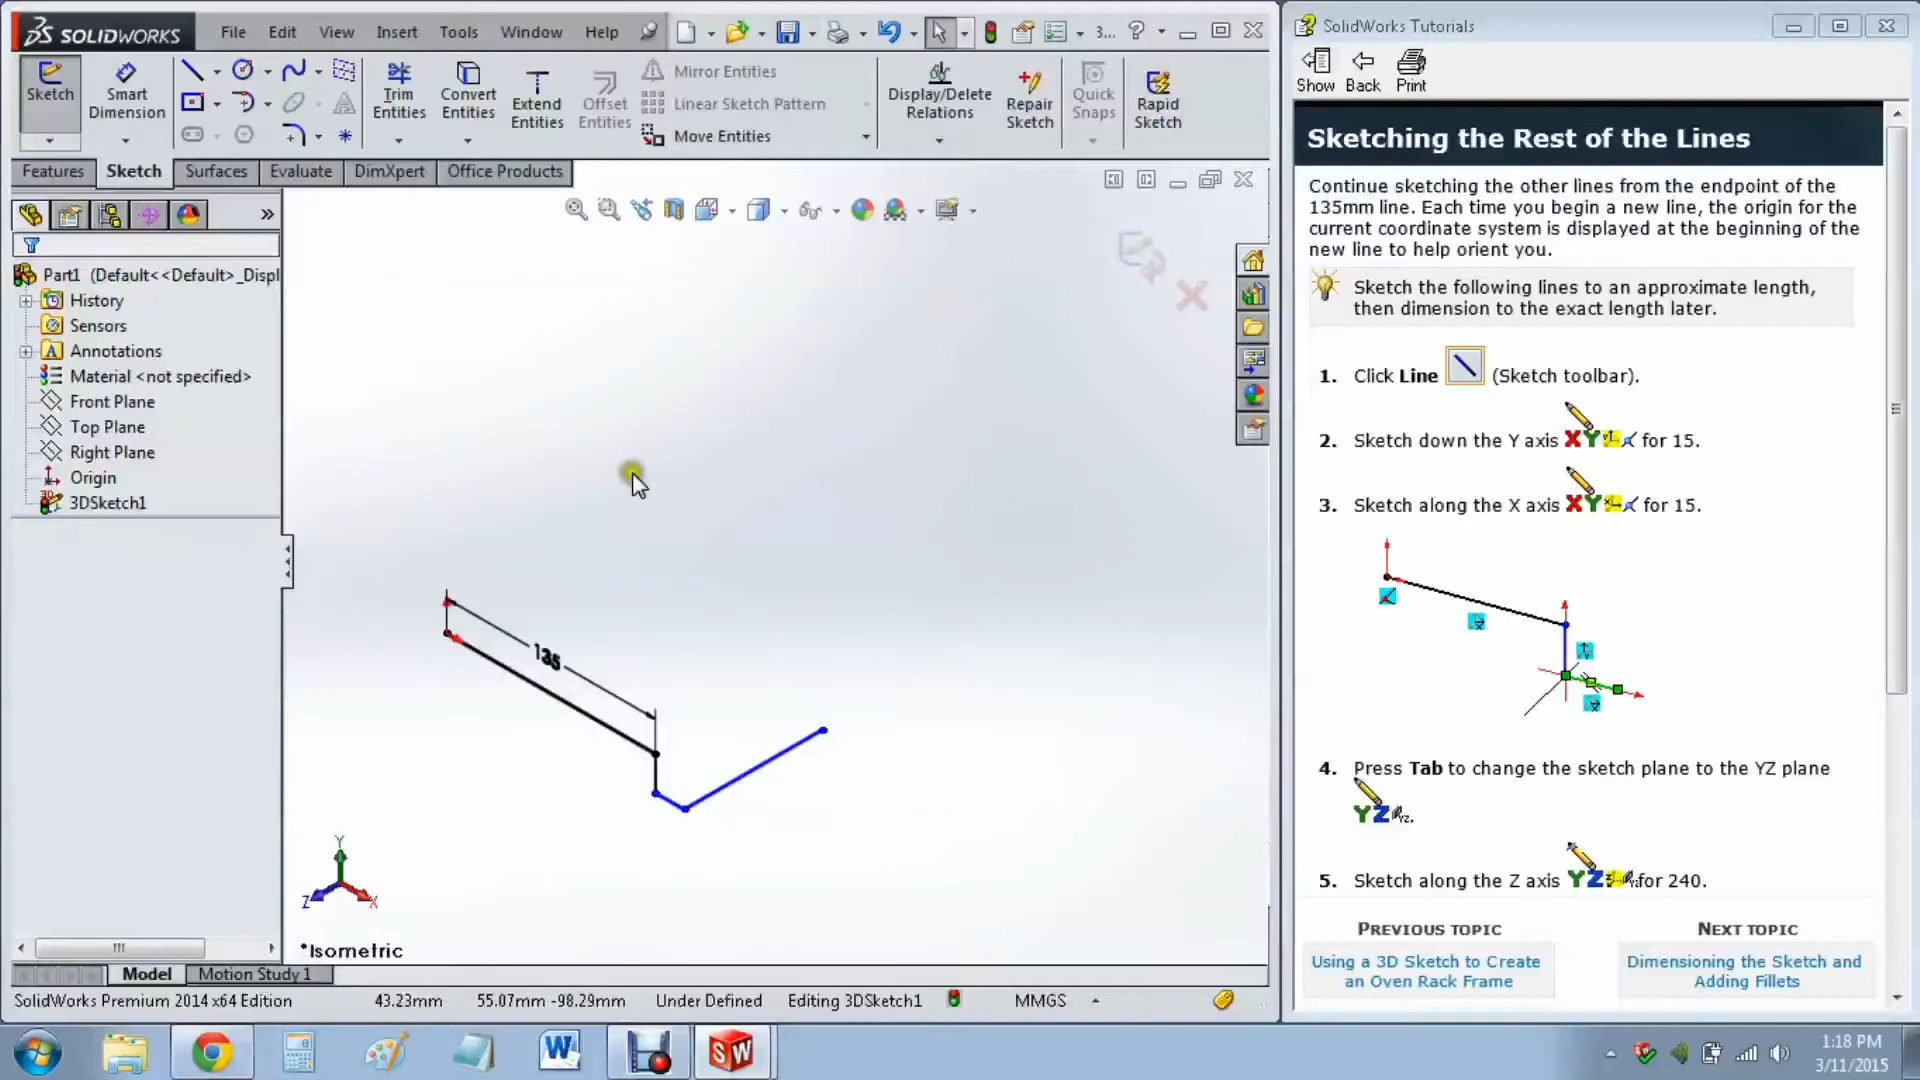 SOLIDWORKS
File Edit View Insert Tools Window Help
3... ?
SolidWorks Tutorials
Sketch
Smart Dimension
Trim Entities
Convert Entities
Extend Entities
Offset Entities
Mirror Entities
Linear Sketch Pattern
Move Entities
Display/Delete Relations
Repair Sketch
Quick Snaps
Rapid Sketch
Show Back Print
Features Sketch Surfaces Evaluate DimXpert Office Products
Part1 (Default<<Default>_Displ
History
Sensors
Annotations
Material <not specified>
Front Plane
Top Plane
Right Plane
Origin
3DSketch1
135
Y
Z
X
*Isometric
Model Motion Study 1
SolidWorks Premium 2014 x64 Edition 43.23mm 55.07mm -98.29mm Under Defined Editing 3DSketch1 MMGS
Sketching the Rest of the Lines
Continue sketching the other lines from the endpoint of the
135mm line. Each time you begin a new line, the origin for the
current coordinate system is displayed at the beginning of the
new line to help orient you.
Sketch the following lines to an approximate length,
then dimension to the exact length later.
1. Click Line (Sketch toolbar).
2. Sketch down the Y axis XY for 15.
3. Sketch along the X axis XY for 15.
4. Press Tab to change the sketch plane to the YZ plane
YZ.
5. Sketch along the Z axis YZ for 240.
PREVIOUS TOPIC
Using a 3D Sketch to Create
an Oven Rack Frame
NEXT TOPIC
Dimensioning the Sketch and
Adding Fillets
1:18 PM
3/11/2015